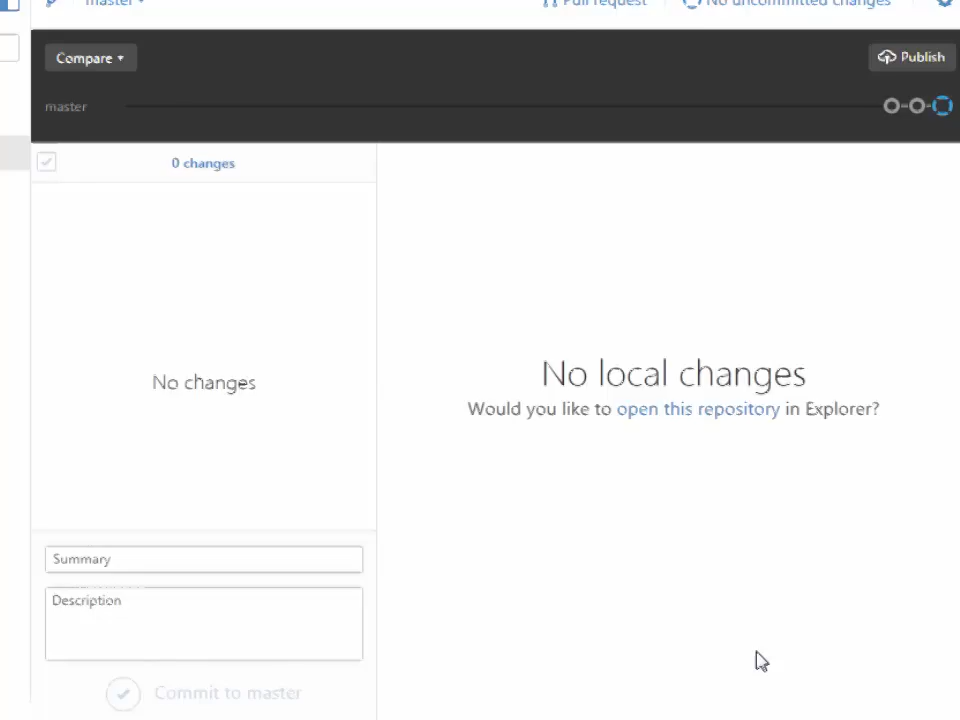 master
Pull request
No uncommitted changes
Compare
Publish
master
0 changes
No changes
No local changes
Would you like to open this repository in Explorer?
Summary
Description
Commit to master